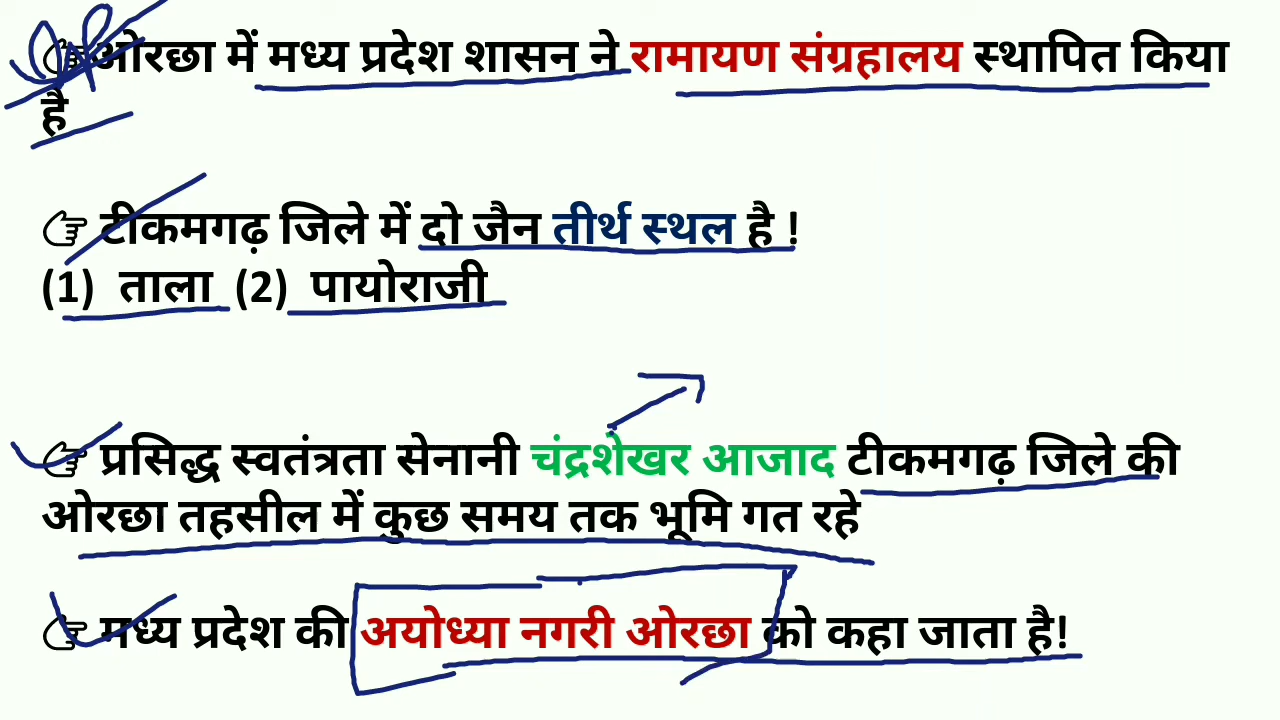 👉ओरछा में मध्य प्रदेश शासन ने रामायण संग्रहालय स्थापित किया
है
👉 टीकमगढ़ जिले में दो जैन तीर्थ स्थल है !
(1) ताला (2) पायोराजी
👉 प्रसिद्ध स्वतंत्रता सेनानी चंद्रशेखर आजाद टीकमगढ़ जिले की
ओरछा तहसील में कुछ समय तक भूमि गत रहे
👉 मध्य प्रदेश की अयोध्या नगरी ओरछा को कहा जाता है!